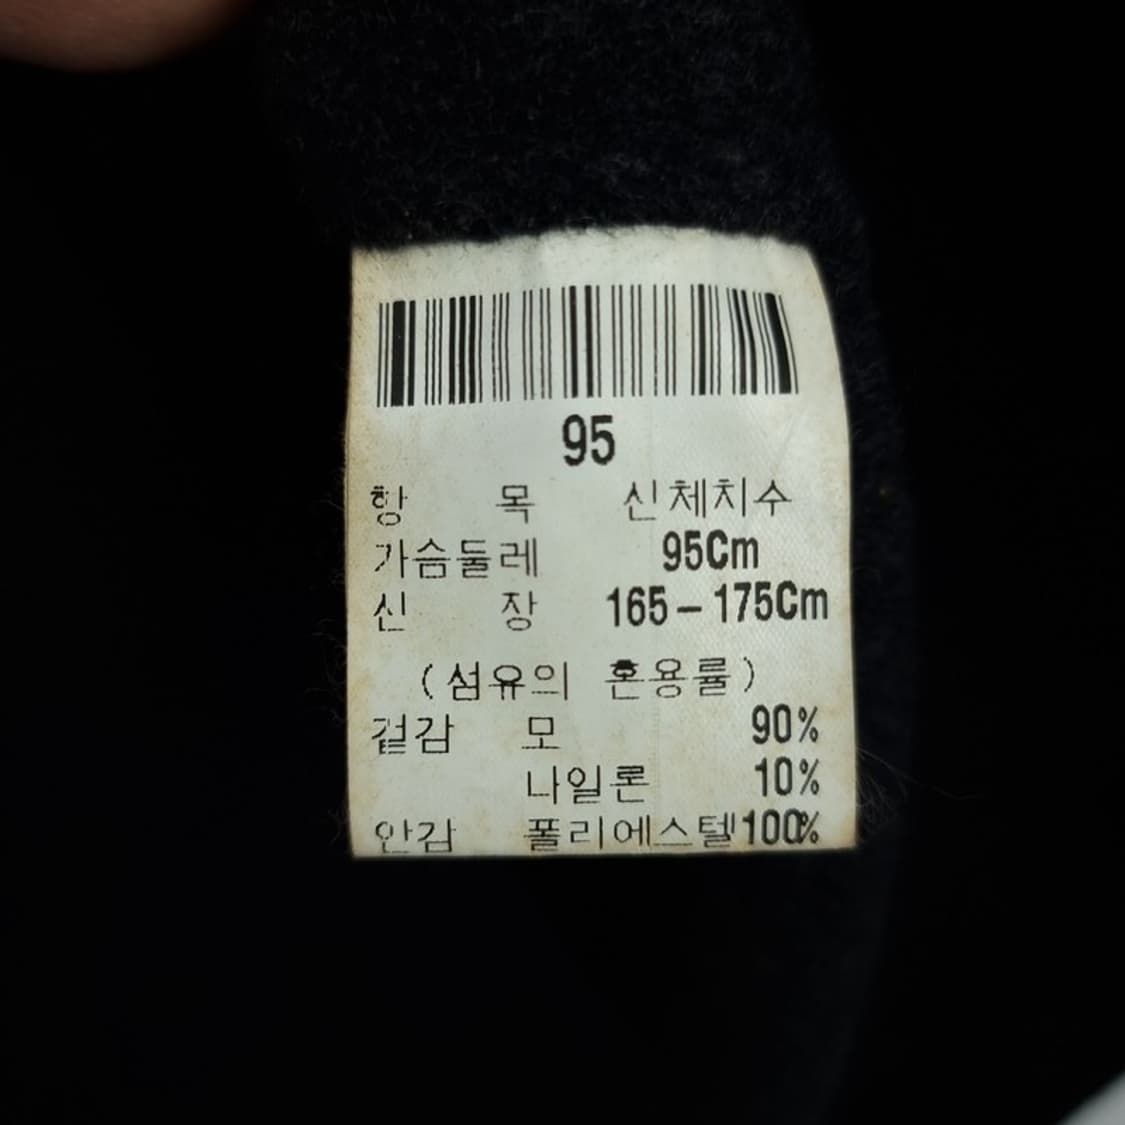 95
항 목 신체치수
가슴둘레 95Cm
신 장 165-175Cm
(섬유의 혼용률)
겉감 모 90%
나일론 10%
안감 폴리에스텔 100%